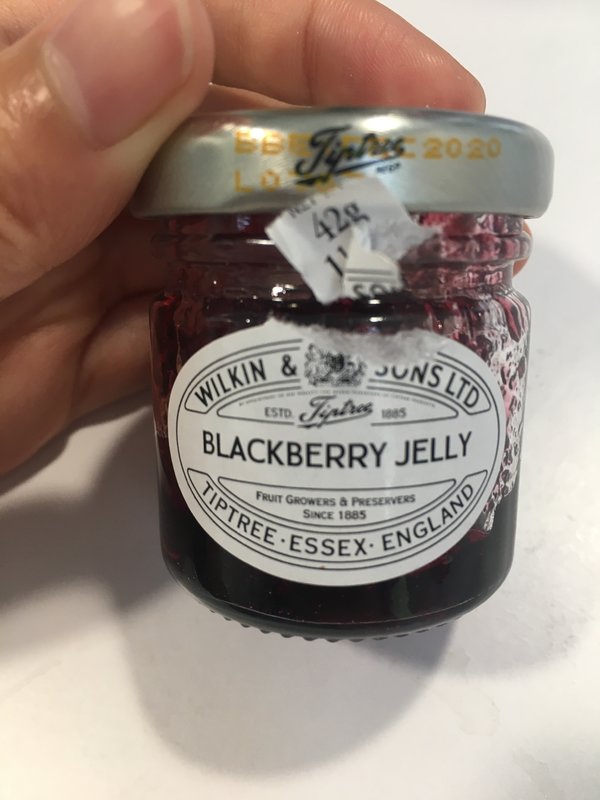 BBE 2020
Tiptree
42g
WILKIN & SONS LTD
ESTD. Tiptree 1885
BLACKBERRY JELLY
FRUIT GROWERS & PRESERVERS
SINCE 1885
TIPTREE · ESSEX · ENGLAND